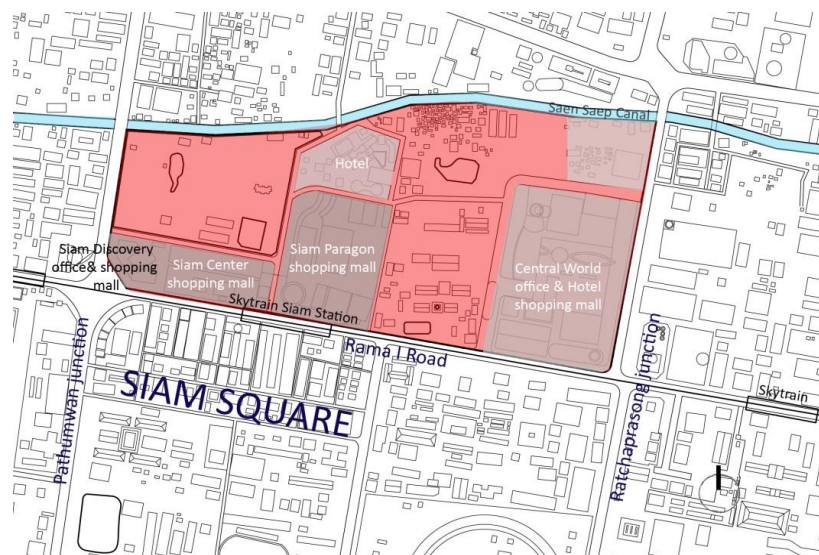 Saen Saep Canal
Hotel
Siam Discovery
office& shopping
mall
Siam Center
shopping mall
Siam Paragon
shopping mall
Central World
office & Hotel
shopping mall
Skytrain Siam Station
Rama I Road
Pathumwan junction
SIAM SQUARE
Ratchaprasong junction
Skytrain